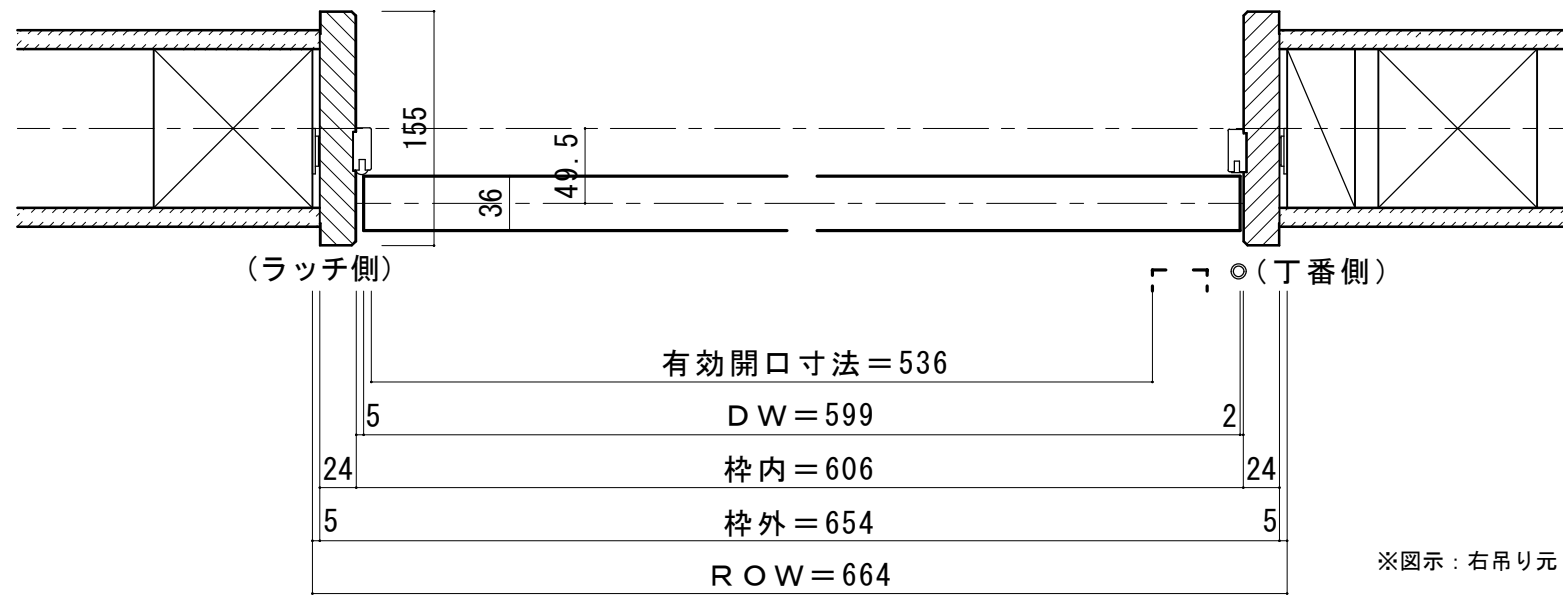 155
49.5
36
(ラッチ側)
◎(丁番側)
有効開口寸法=536
5
DW=599
2
24
枠内=606
24
5
枠外=654
5
ROW=664
※図示:右吊り元